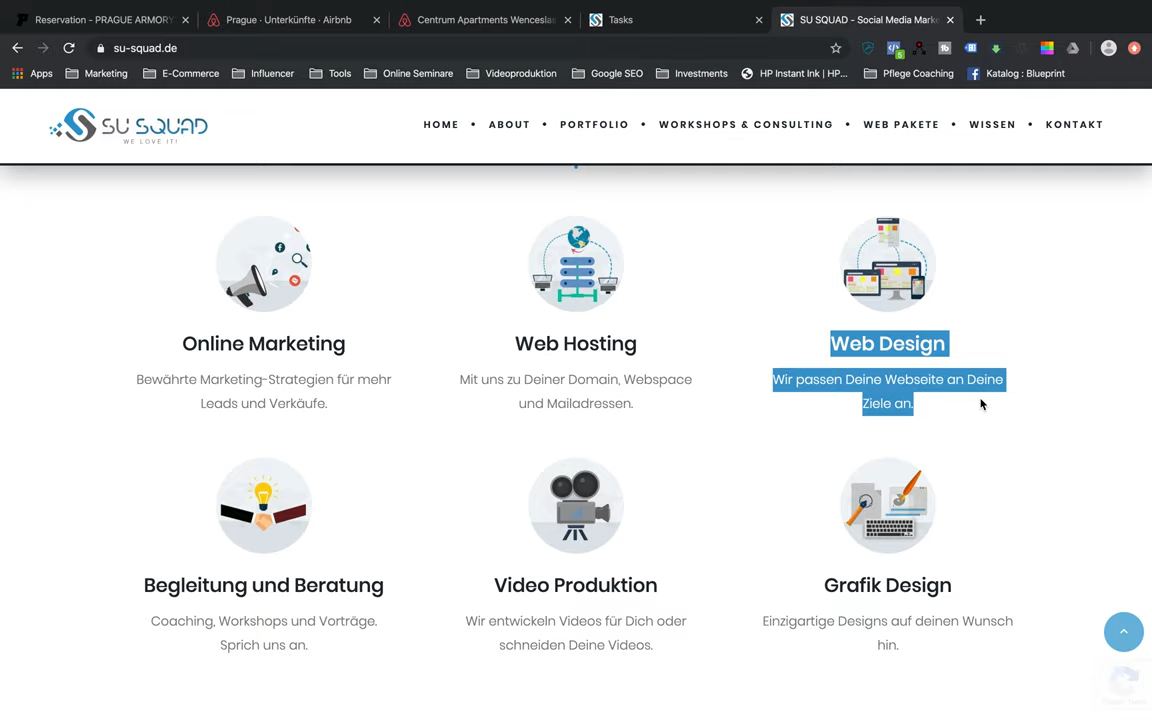 Reservation - PRAGUE ARMORY
Prague · Unterkünfte · Airbnb
Centrum Apartments Wenceslas
Tasks
SU SQUAD - Social Media Marke
su-squad.de
Apps
Marketing
E-Commerce
Influencer
Tools
Online Seminare
Videoproduktion
Google SEO
Investments
HP Instant Ink | HP...
Pflege Coaching
Katalog : Blueprint
SU SQUAD
WE LOVE IT!
HOME • ABOUT • PORTFOLIO • WORKSHOPS & CONSULTING • WEB PAKETE • WISSEN • KONTAKT
Online Marketing
Bewährte Marketing-Strategien für mehr
Leads und Verkäufe.
Web Hosting
Mit uns zu Deiner Domain, Webspace
und Mailadressen.
Web Design
Wir passen Deine Webseite an Deine
Ziele an.
Begleitung und Beratung
Coaching, Workshops und Vorträge.
Sprich uns an.
Video Produktion
Wir entwickeln Videos für Dich oder
schneiden Deine Videos.
Grafik Design
Einzigartige Designs auf deinen Wunsch
hin.